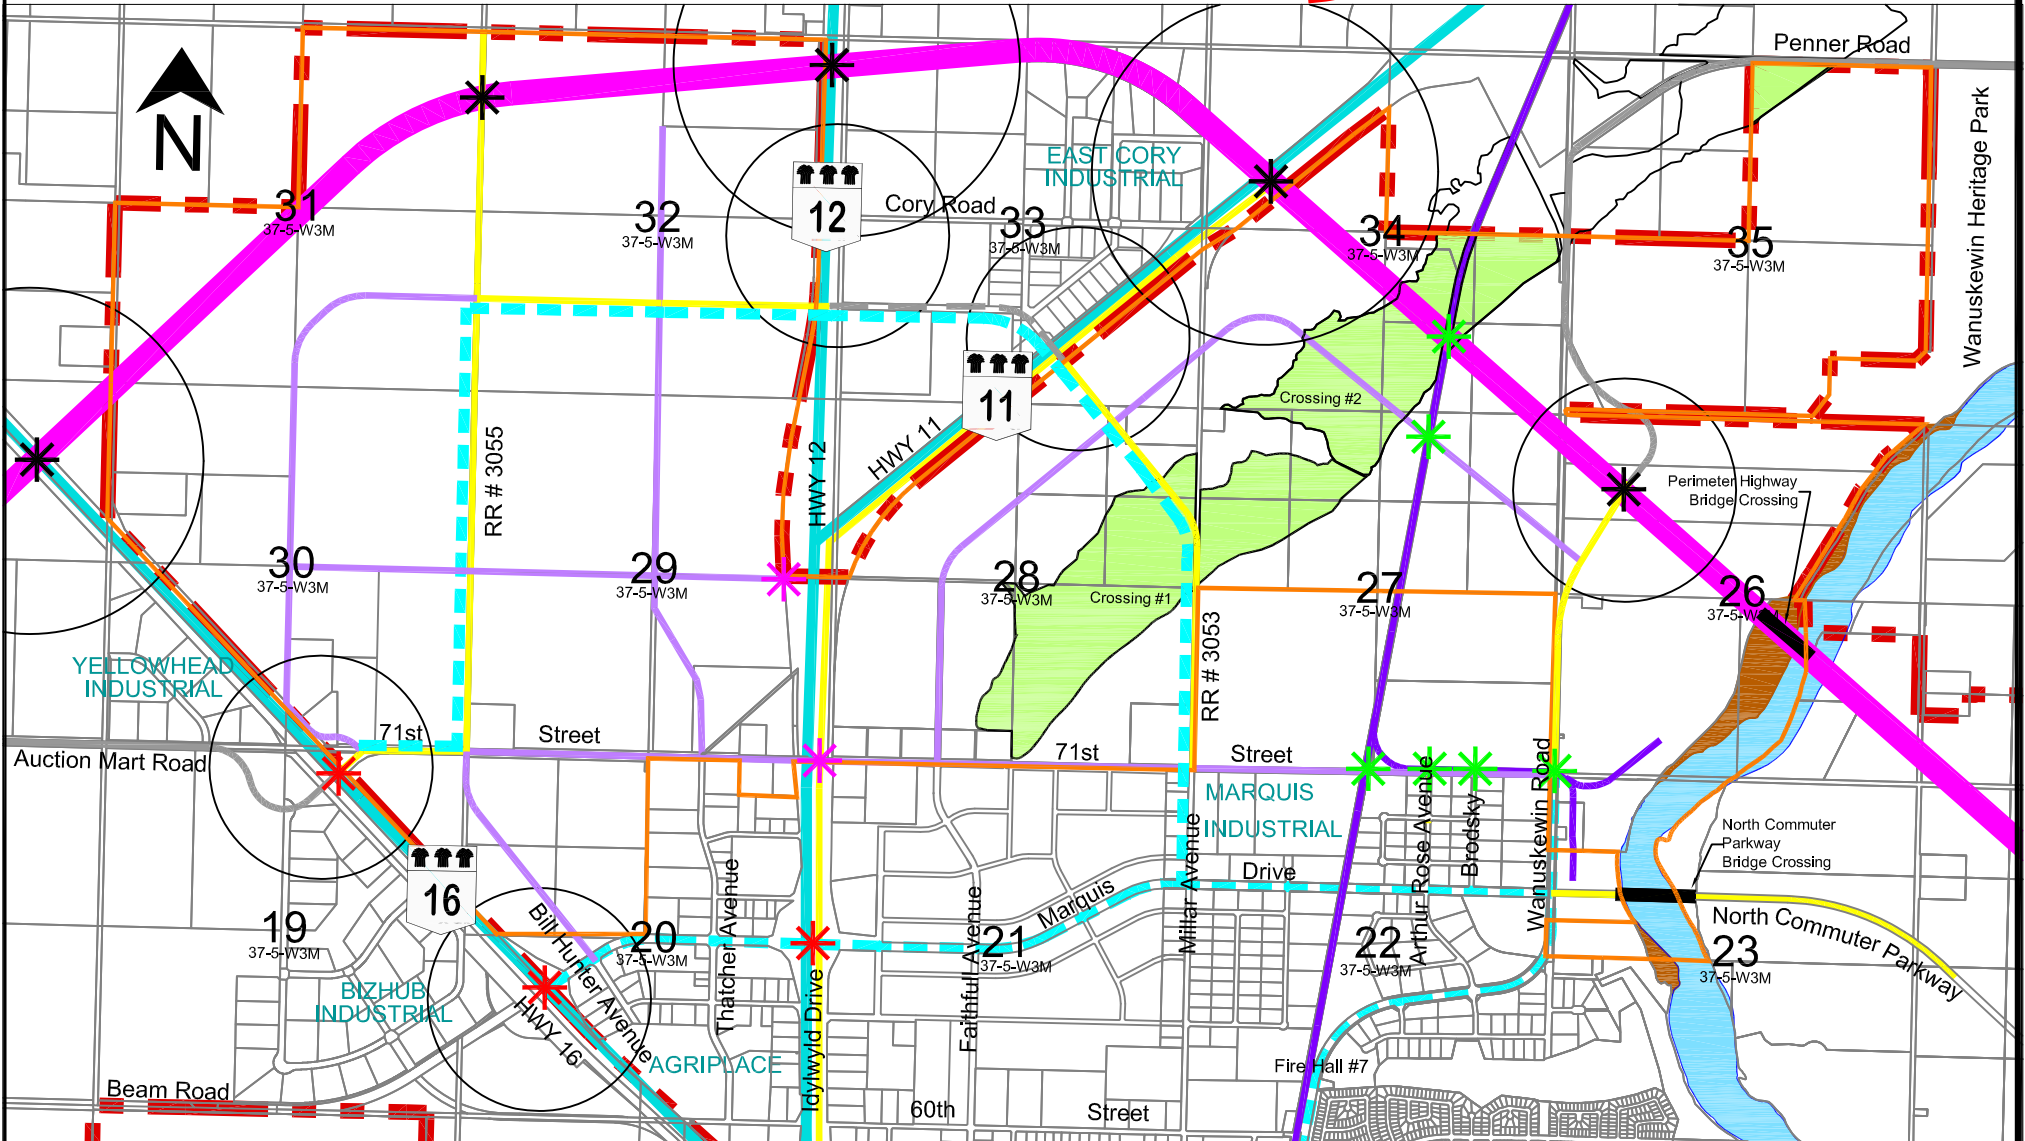 Penner Road
N
Wanuskewin Heritage Park
EAST CORY
INDUSTRIAL
12
Cory Road
31
37-5-W3M
32
37-5-W3M
33
37-5-W3M
34
37-5-W3M
35
37-5-W3M
11
Crossing #2
HWY 11
HWY 12
RR # 3055
Perimeter Highway
Bridge Crossing
30
37-5-W3M
29
37-5-W3M
28
37-5-W3M
Crossing #1
27
37-5-W3M
26
37-5-W3M
RR # 3053
YELLOWHEAD
INDUSTRIAL
71st
Street
71st
Street
Auction Mart Road
MARQUIS
INDUSTRIAL
Arthur Rose Avenue
Brodsky
Wanuskewin Road
North Commuter
Parkway
Bridge Crossing
16
Marquis
Drive
Millar Avenue
Thatcher Avenue
Faithfull Avenue
Idylwyld Drive
Bill Hunter Avenue
HWY 16
19
37-5-W3M
20
37-5-W3M
21
37-5-W3M
22
37-5-W3M
23
37-5-W3M
North Commuter Parkway
BIZHUB
INDUSTRIAL
AGRIPLACE
Fire Hall #7
Beam Road
60th
Street